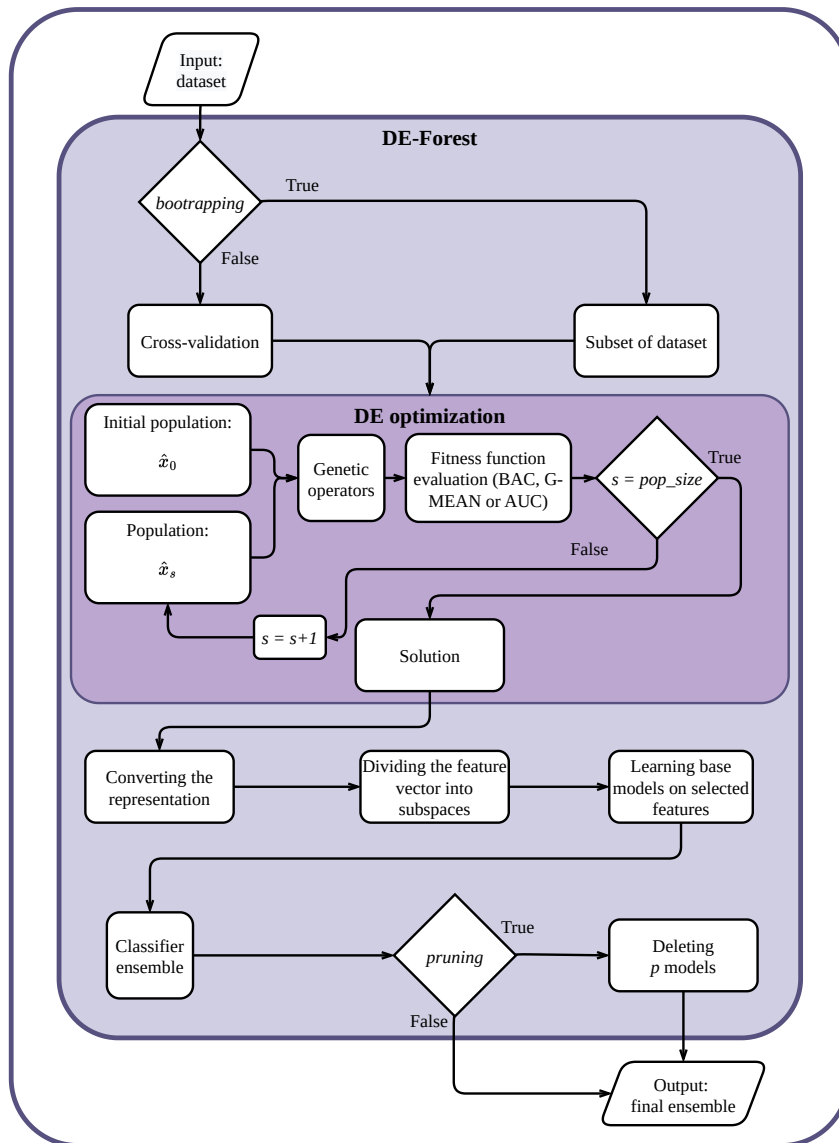 Input:
dataset
DE-Forest
bootrapping
True
False
Cross-validation
Subset of dataset
DE optimization
Initial population:
x̂₀
Genetic
operators
Fitness function
evaluation (BAC, G-
MEAN or AUC)
s = pop_size
True
False
Population:
x̂ₛ
s = s+1
Solution
Converting the
representation
Dividing the feature
vector into
subspaces
Learning base
models on selected
features
Classifier
ensemble
pruning
True
False
Deleting
p models
Output:
final ensemble